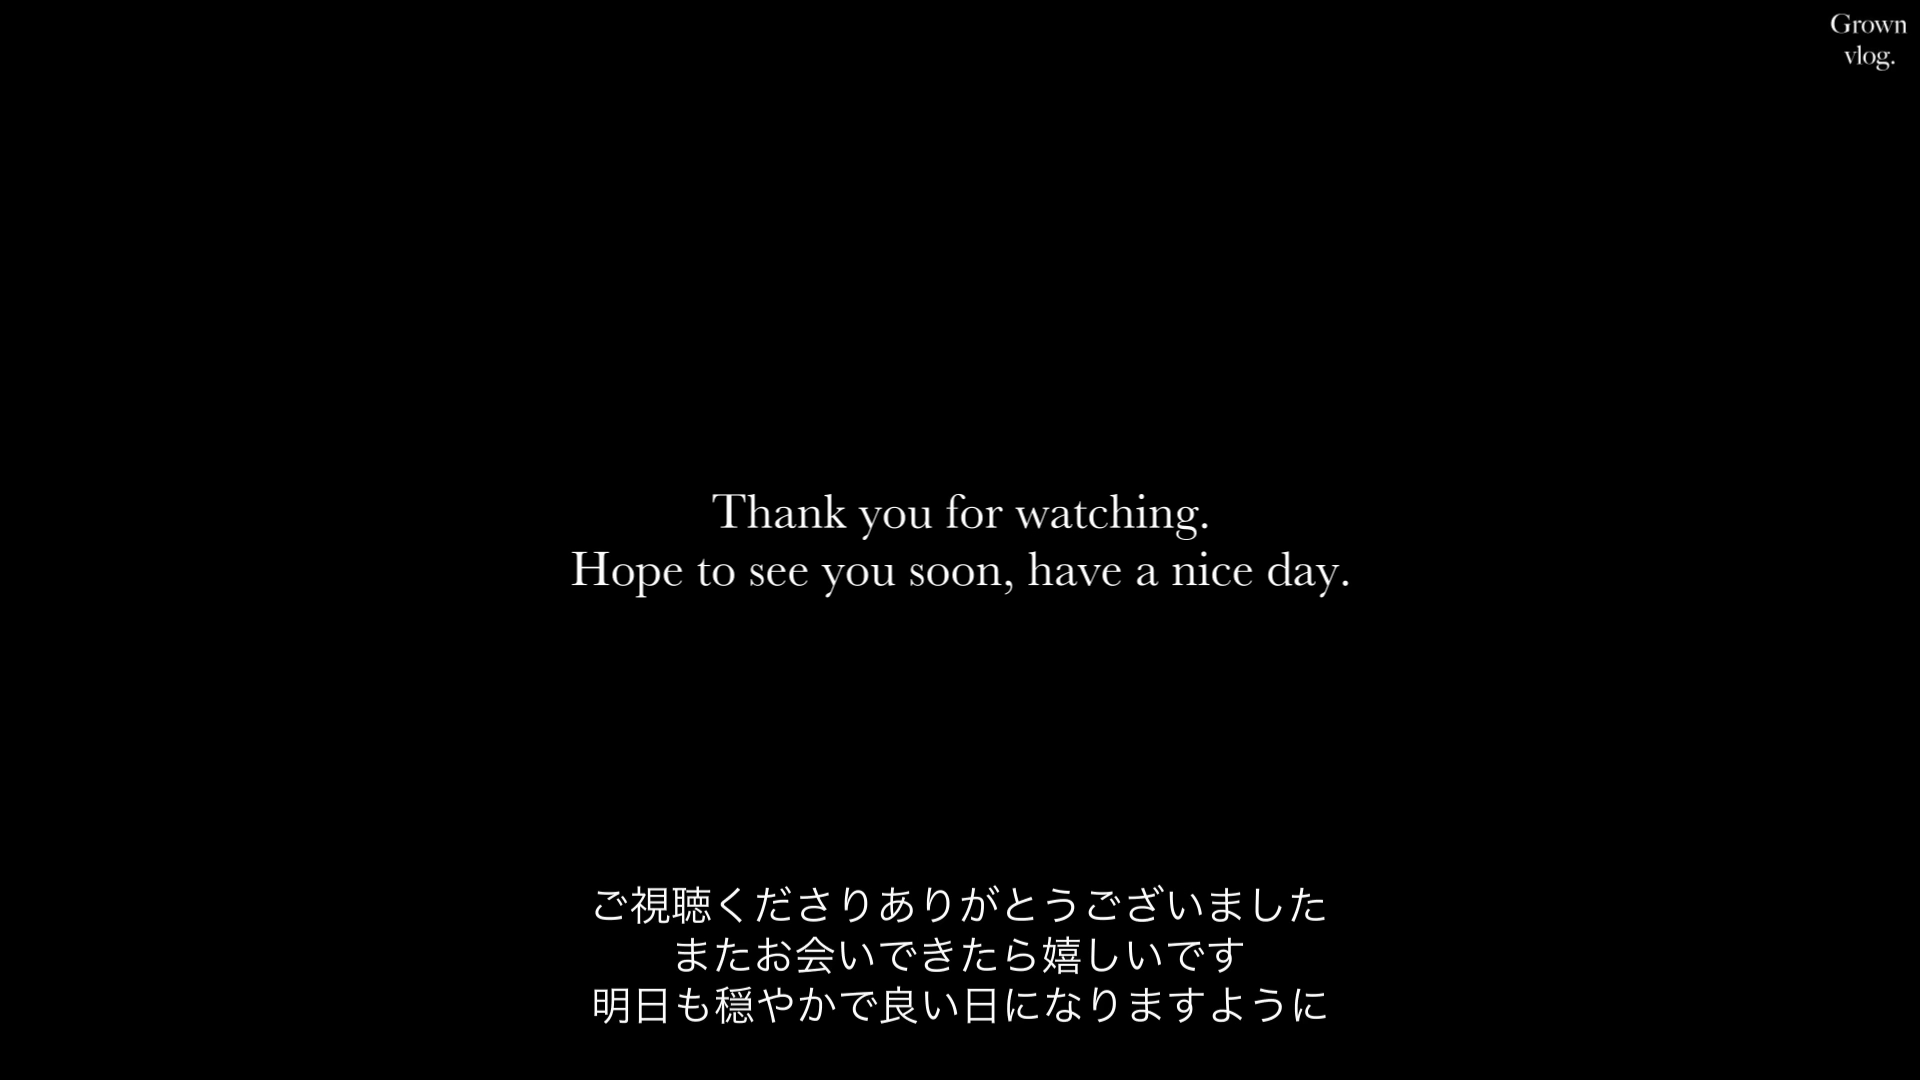 Grown
vlog.
Thank you for watching.
Hope to see you soon, have a nice day.
ご視聴くださりありがとうございました
またお会いできたら嬉しいです
明日も穏やかで良い日になりますように